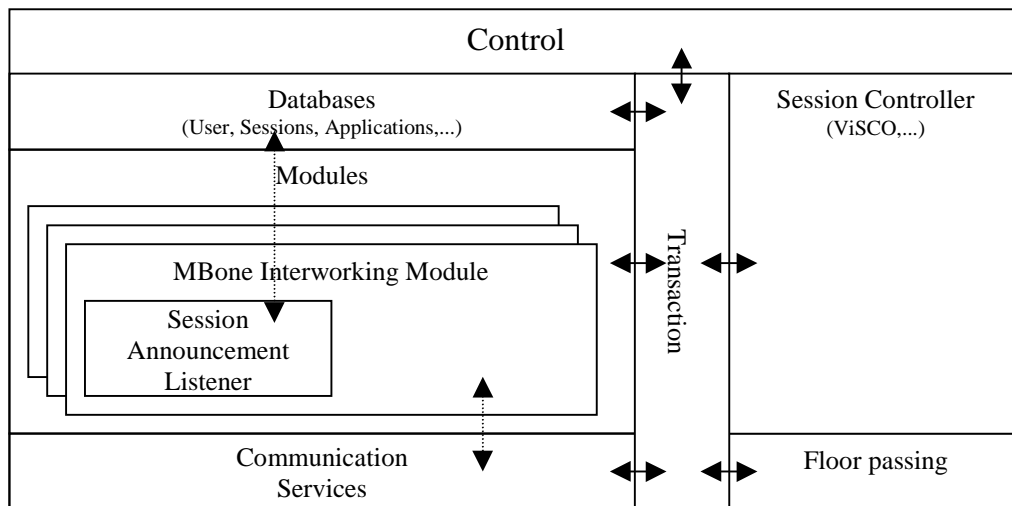 Control
Databases
(User, Sessions, Applications,...)
Session Controller
(ViSCO,...)
Modules
MBone Interworking Module
Session
Announcement
Listener
Transaction
Communication
Services
Floor passing